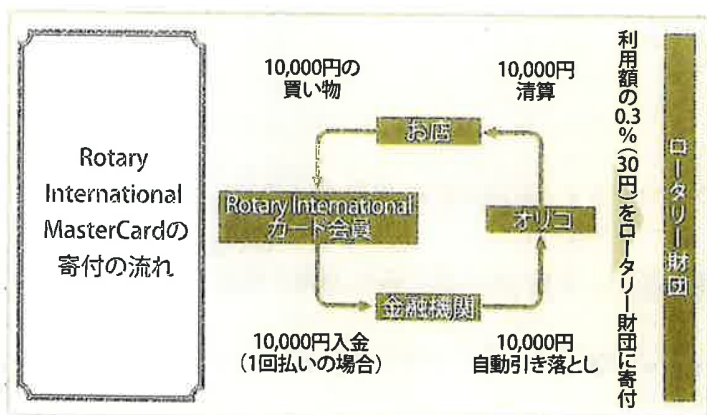 Rotary
International
MasterCardの
寄付の流れ
10,000円の
買い物
10,000円
清算
お店
Rotary International
カード会員
オリコ
金融機関
10,000円入金
（1回払いの場合）
10,000円
自動引き落とし
利用額の0.3%（30円）をロータリー財団に寄付
ロータリー財団